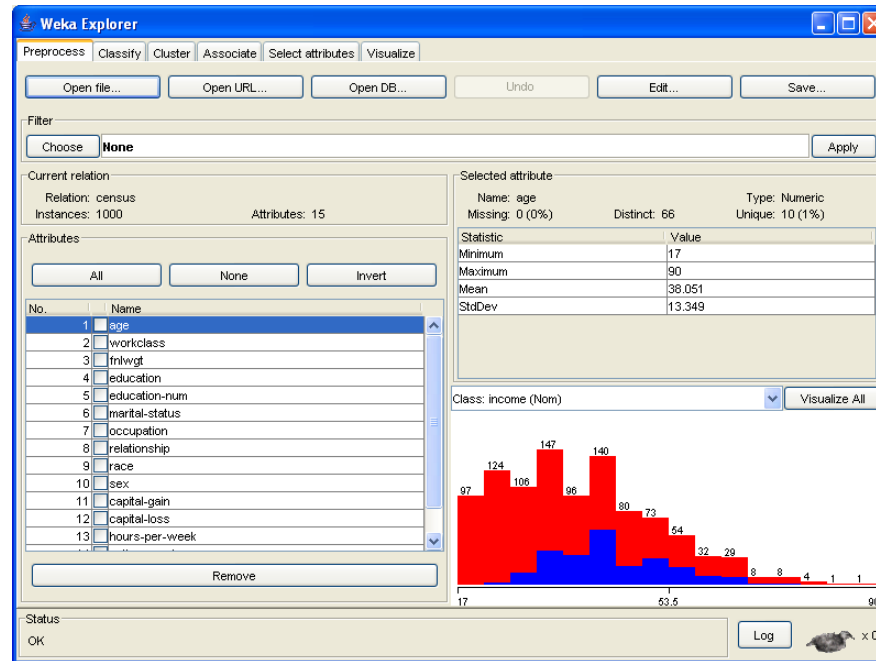 Weka Explorer
Preprocess Classify Cluster Associate Select attributes Visualize
Open file... Open URL... Open DB... Undo Edit... Save...
Filter
Choose None Apply
Current relation
Relation: census
Instances: 1000 Attributes: 15
Attributes
All None Invert
No. Name
1 age
2 workclass
3 fnlwgt
4 education
5 education-num
6 marital-status
7 occupation
8 relationship
9 race
10 sex
11 capital-gain
12 capital-loss
13 hours-per-week
Remove
Selected attribute
Name: age Type: Numeric
Missing: 0 (0%) Distinct: 66 Unique: 10 (1%)
Statistic Value
Minimum 17
Maximum 90
Mean 38.051
StdDev 13.349
Class: income (Nom) Visualize All
97 124 106 147 96 140 80 73 54 32 29 8 8 4 1 1
17 53.5
Status
OK
Log